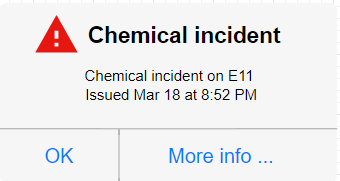 Chemical incident
Chemical incident on E11
Issued Mar 18 at 8:52 PM
OK
More info ...